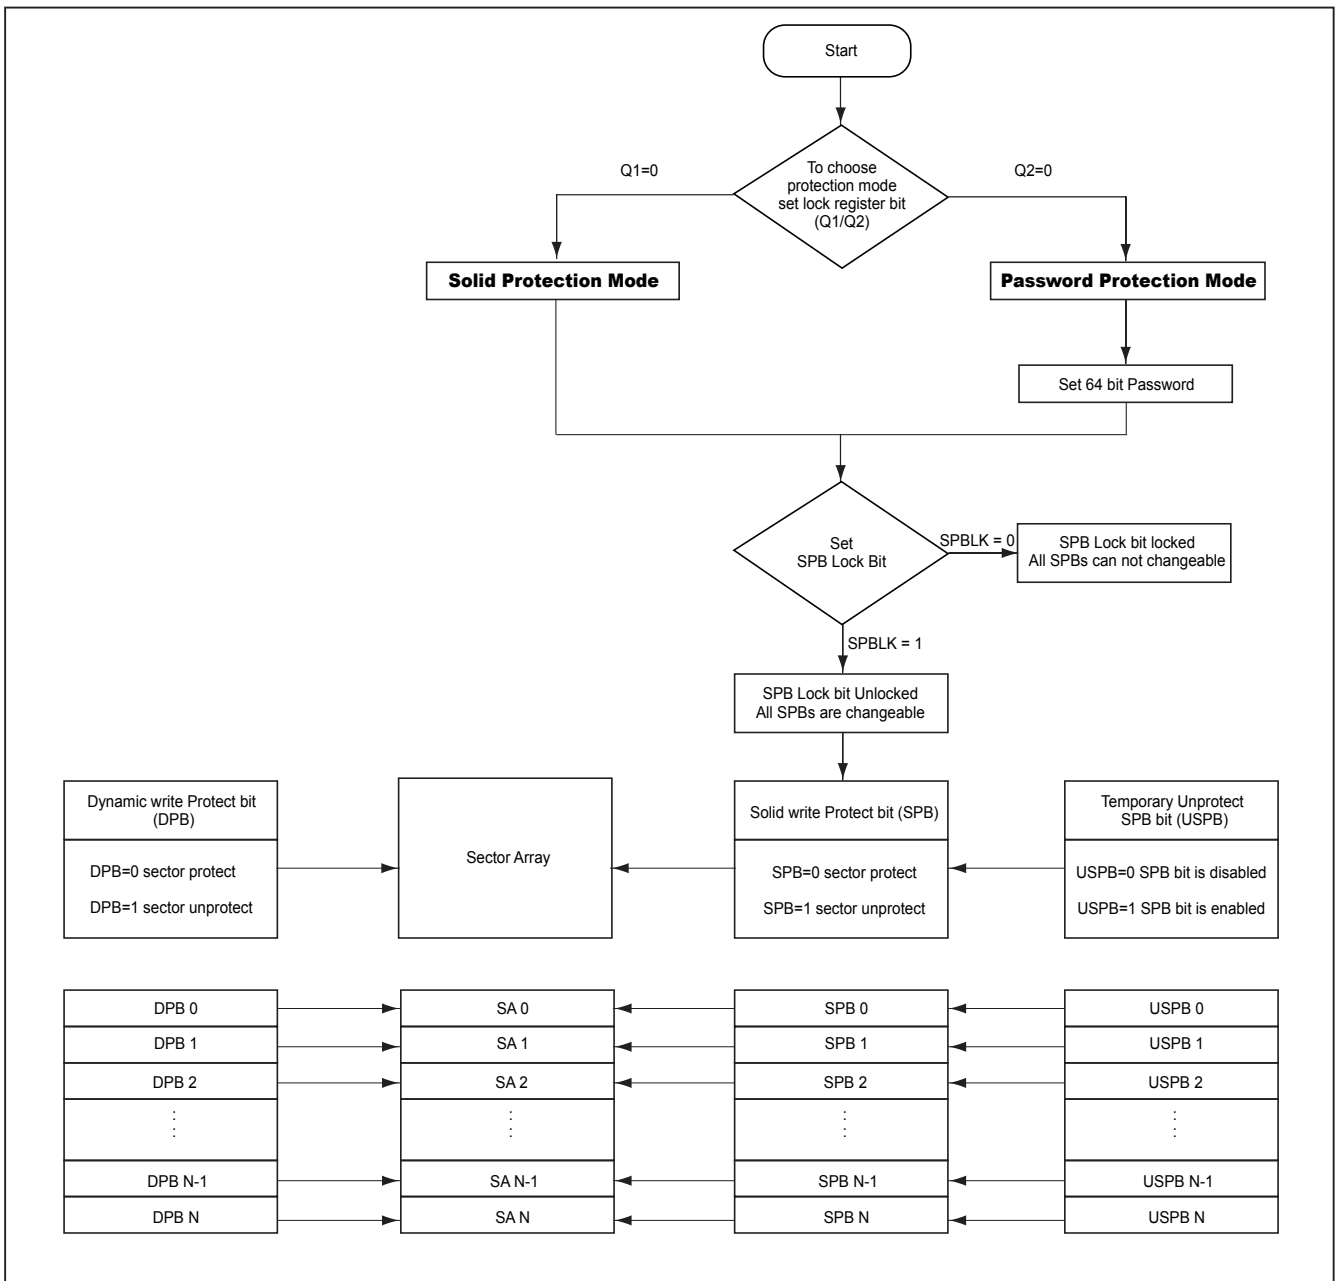 Start
To choose
protection mode
set lock register bit
(Q1/Q2)
Q1=0
Q2=0
Solid Protection Mode
Password Protection Mode
Set 64 bit Password
Set
SPB Lock Bit
SPBLK = 0
SPB Lock bit locked
All SPBs can not changeable
SPBLK = 1
SPB Lock bit Unlocked
All SPBs are changeable
Dynamic write Protect bit
(DPB)
DPB=0 sector protect
DPB=1 sector unprotect
Sector Array
Solid write Protect bit (SPB)
SPB=0 sector protect
SPB=1 sector unprotect
Temporary Unprotect
SPB bit (USPB)
USPB=0 SPB bit is disabled
USPB=1 SPB bit is enabled
DPB 0
SA 0
SPB 0
USPB 0
DPB 1
SA 1
SPB 1
USPB 1
DPB 2
SA 2
SPB 2
USPB 2
DPB N-1
SA N-1
SPB N-1
USPB N-1
DPB N
SA N
SPB N
USPB N